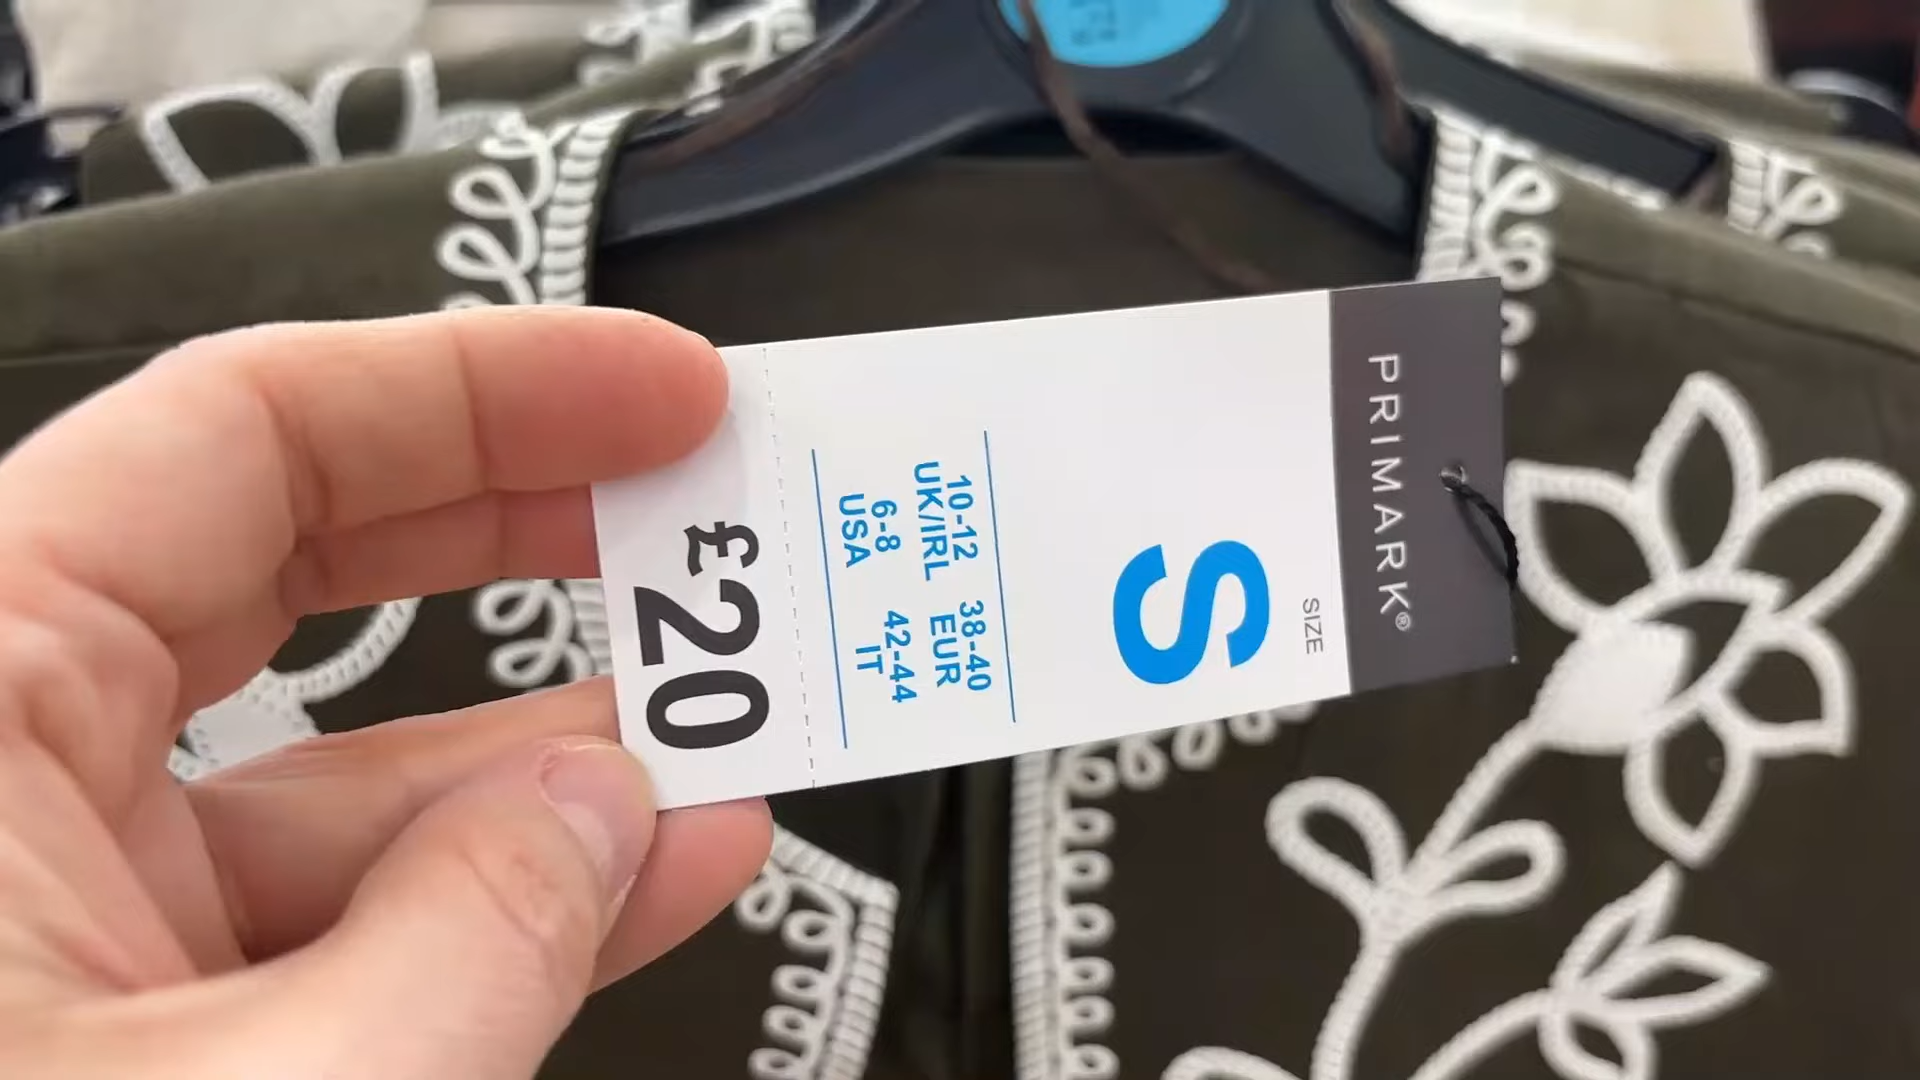 PRIMARK®
SIZE
S
10-12 38-40
UK/IRL EUR
6-8 42-44
USA IT
£20